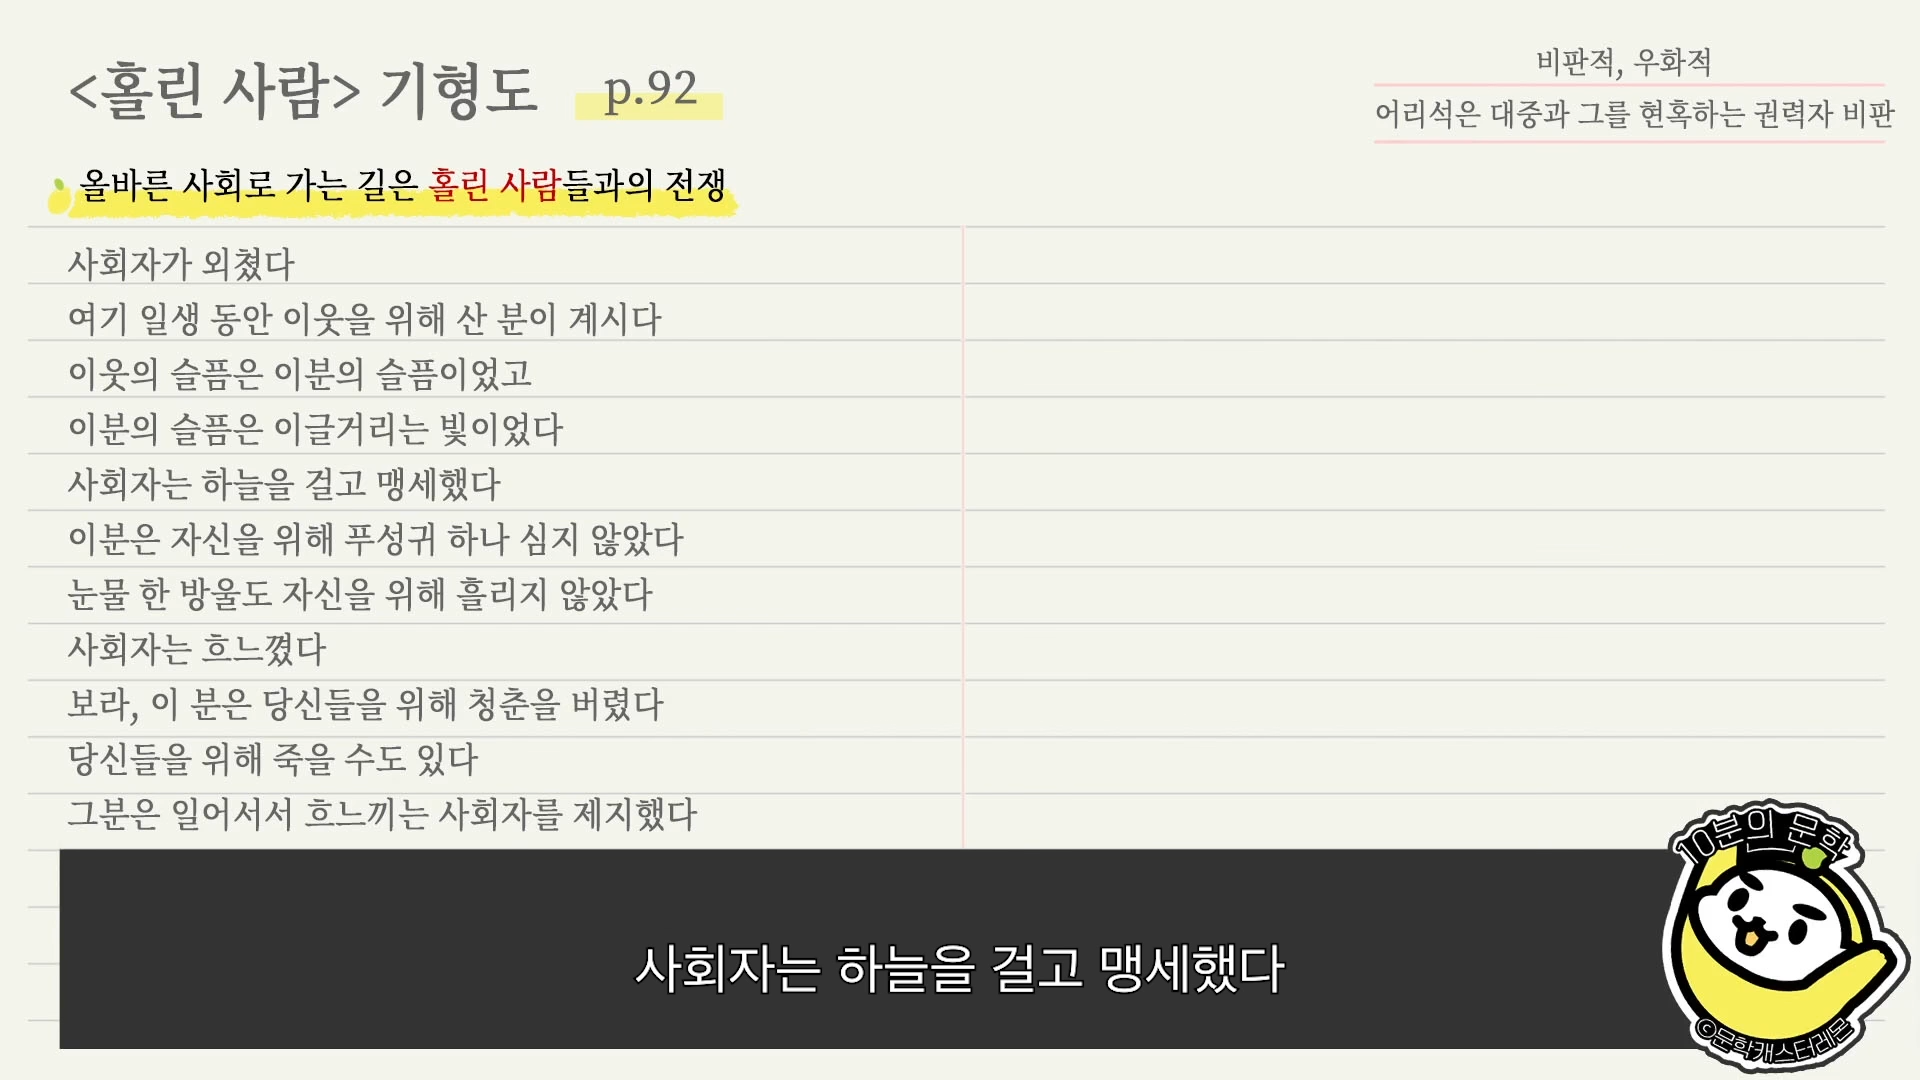 <홀린 사람> 기형도 p.92
비판적, 우화적
어리석은 대중과 그를 현혹하는 권력자 비판
올바른 사회로 가는 길은 홀린 사람들과의 전쟁
사회자가 외쳤다
여기 일생 동안 이웃을 위해 산 분이 계시다
이웃의 슬픔은 이분의 슬픔이었고
이분의 슬픔은 이글거리는 빛이었다
사회자는 하늘을 걸고 맹세했다
이분은 자신을 위해 푸성귀 하나 심지 않았다
눈물 한 방울도 자신을 위해 흘리지 않았다
사회자는 흐느꼈다
보라, 이 분은 당신들을 위해 청춘을 버렸다
당신들을 위해 죽을 수도 있다
그분은 일어서서 흐느끼는 사회자를 제지했다
사회자는 하늘을 걸고 맹세했다
10분의 문학
©문학캐스터레몬